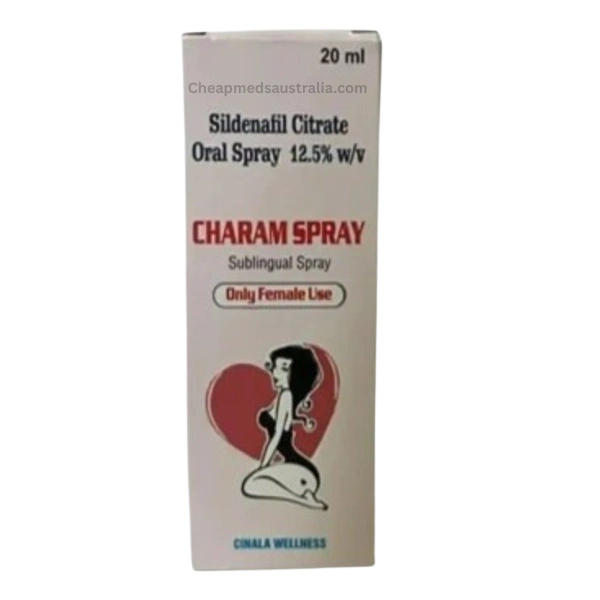 20 ml
Cheapmedsaustralia.com
Sildenafil Citrate
Oral Spray 12.5% w/v
CHARAM SPRAY
Sublingual Spray
Only Female Use
CINALA WELLNESS